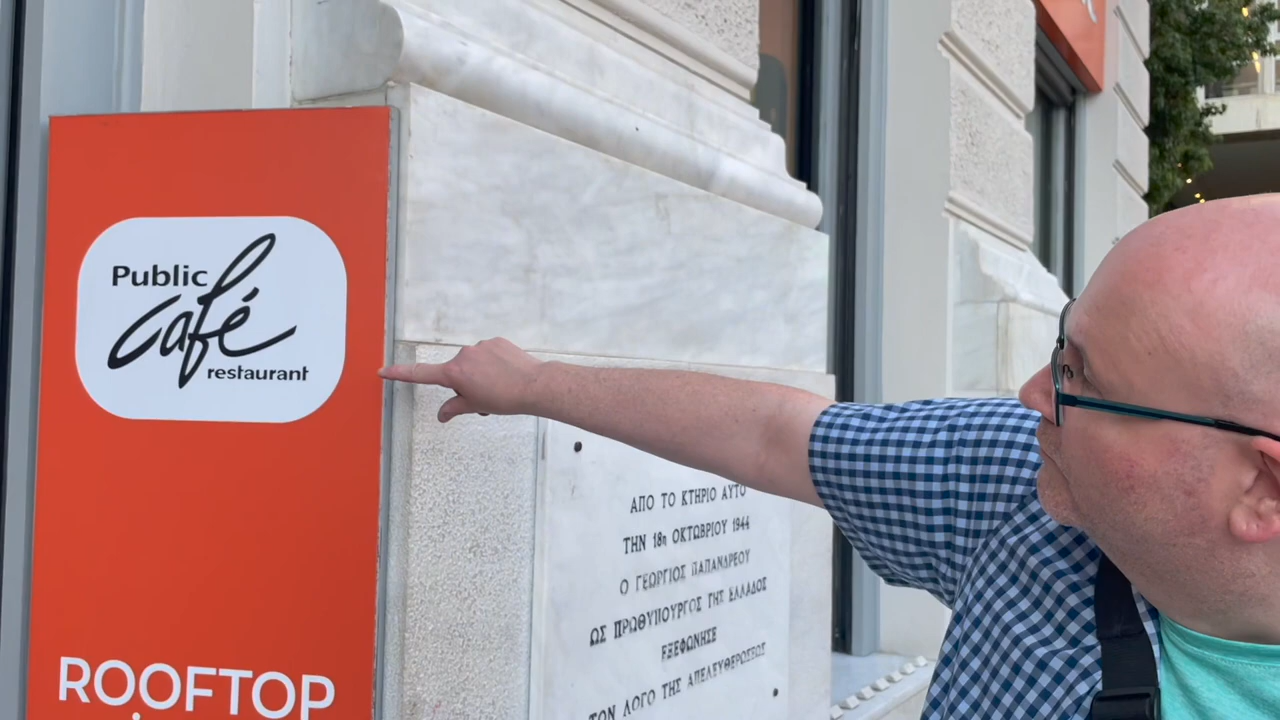 Public
café
restaurant
ROOFTOP
ΑΠΟ ΤΟ ΚΤΗΡΙΟ ΑΥΤΟ
ΤΗΝ 18η ΟΚΤΩΒΡΙΟΥ 1944
Ο ΓΕΩΡΓΙΟΣ ΠΑΠΑΝΔΡΕΟΥ
ΩΣ ΠΡΩΘΥΠΟΥΡΓΟΣ ΤΗΣ ΕΛΛΑΔΟΣ
ΕΞΕΦΩΝΗΣΕ
ΤΟΝ ΛΟΓΟ ΤΗΣ ΑΠΕΛΕΥΘΕΡΩΣΕΩΣ